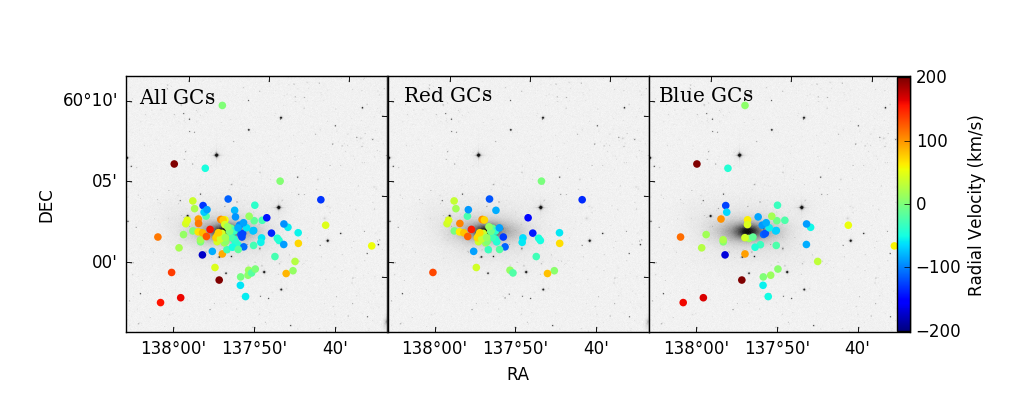 All GCs
Red GCs
Blue GCs
60°10'
05'
00'
DEC
138°00' 137°50' 40'
138°00' 137°50' 40'
138°00' 137°50' 40'
RA
200
100
0
−100
−200
Radial Velocity (km/s)